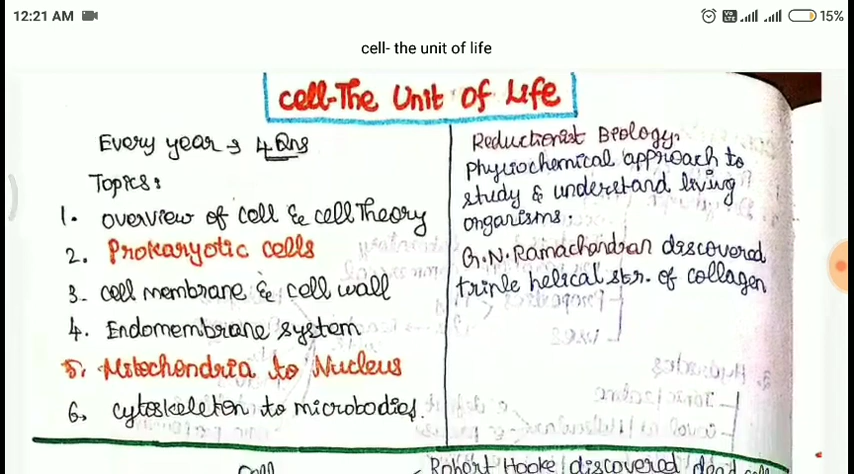 12:21 AM
15%
cell- the unit of life
cell-The Unit of Life
Every year → 4 Qns
Topics:
1. overview of cell & cell Theory
2. Prokaryotic cells
3- cell membrane & cell wall
4. Endomembrane system
5. Mitochondria to Nucleus
6. cytoskeleton to microbodies.
Reductionist Biology:
Physiochemical approach to
study & understand living
organisms.
G.N. Ramachandran discovered
triple helical str. of collagen
Cell
Robert Hooke discovered dead cell